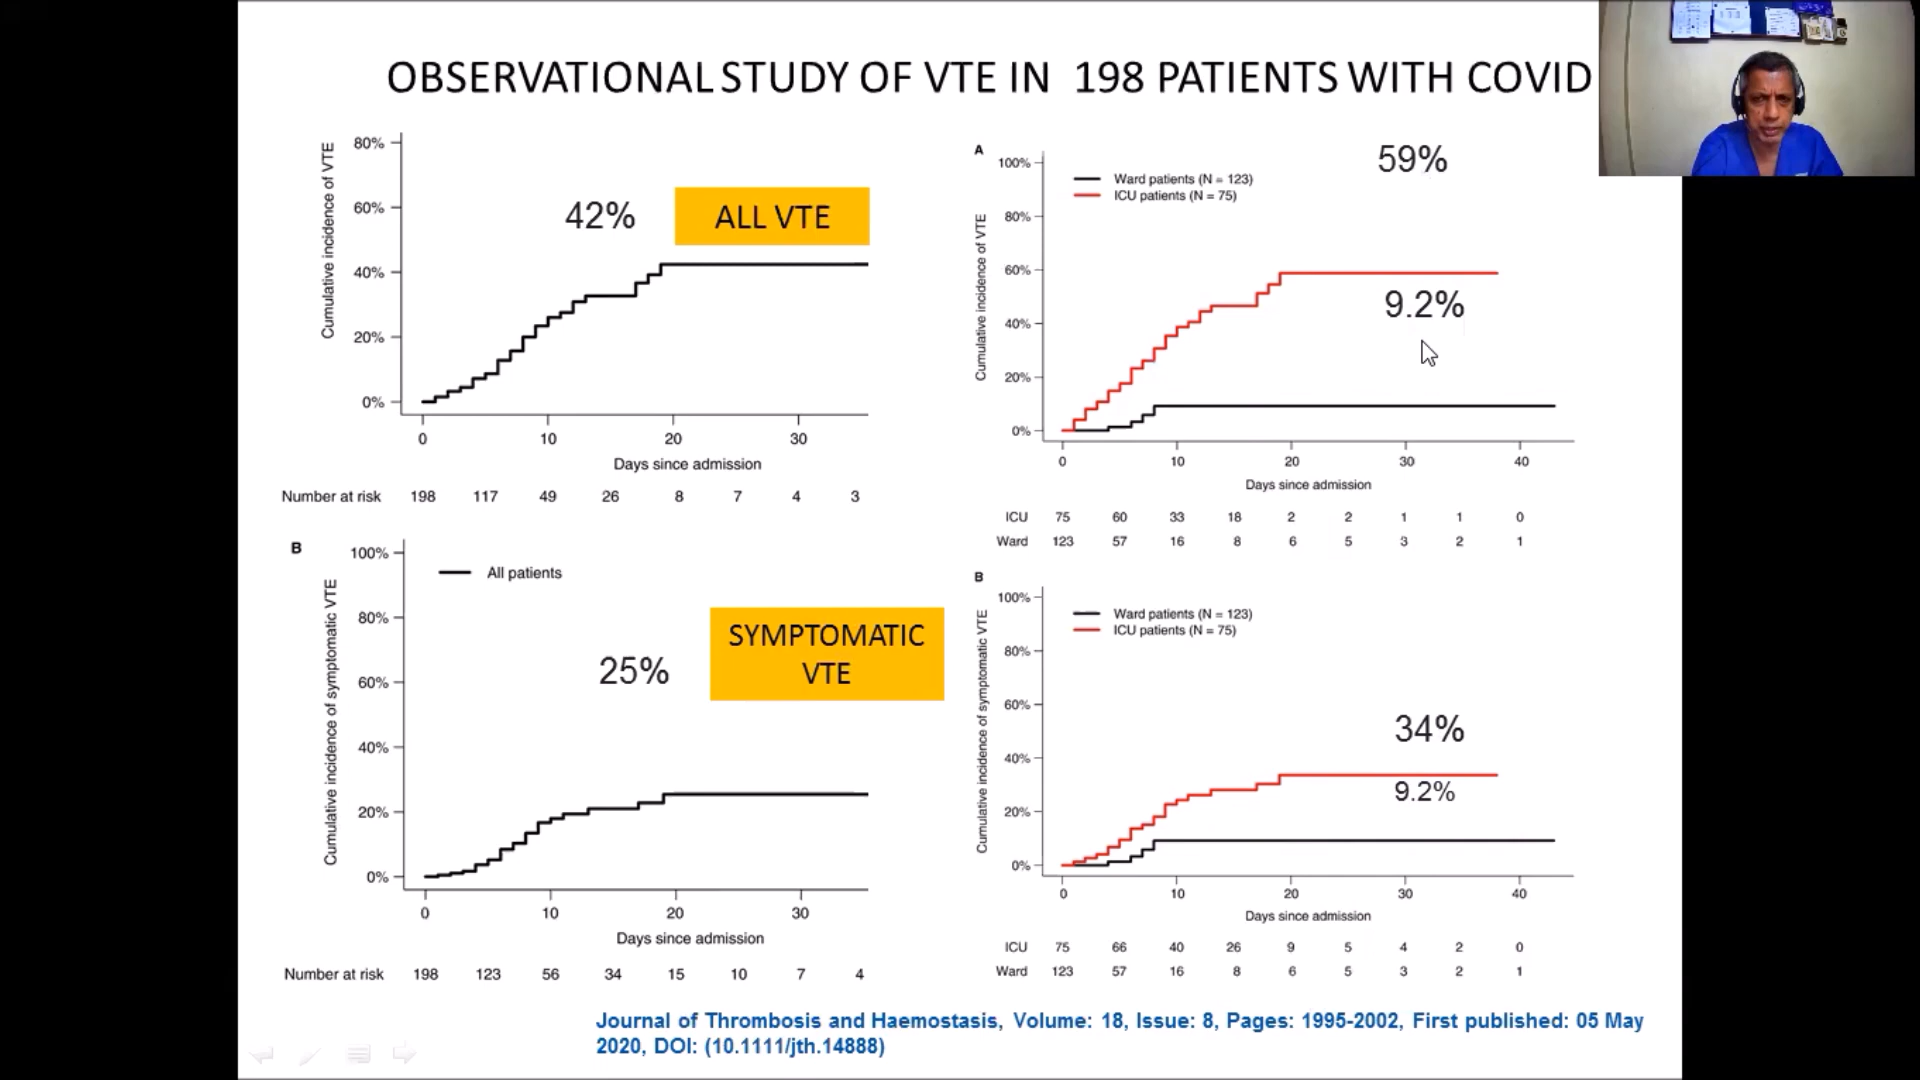 OBSERVATIONAL STUDY OF VTE IN 198 PATIENTS WITH COVID
Cumulative incidence of VTE
80%
60%
40%
20%
0%
42%
ALL VTE
0 10 20 30
Days since admission
Number at risk 198 117 49 26 8 7 4 3
B
Cumulative incidence of symptomatic VTE
100%
80%
60%
40%
20%
0%
All patients
25%
SYMPTOMATIC
VTE
0 10 20 30
Days since admission
Number at risk 198 123 56 34 15 10 7 4
A
Cumulative incidence of VTE
100%
80%
60%
40%
20%
0%
Ward patients (N = 123)
ICU patients (N = 75)
59%
9.2%
0 10 20 30 40
Days since admission
ICU 75 60 33 18 2 2 1 1 0
Ward 123 57 16 8 6 5 3 2 1
B
Cumulative incidence of symptomatic VTE
100%
80%
60%
40%
20%
0%
Ward patients (N = 123)
ICU patients (N = 75)
34%
9.2%
0 10 20 30 40
Days since admission
ICU 75 66 40 26 9 5 4 2 0
Ward 123 57 16 8 6 5 3 2 1
Journal of Thrombosis and Haemostasis, Volume: 18, Issue: 8, Pages: 1995-2002, First published: 05 May
2020, DOI: (10.1111/jth.14888)